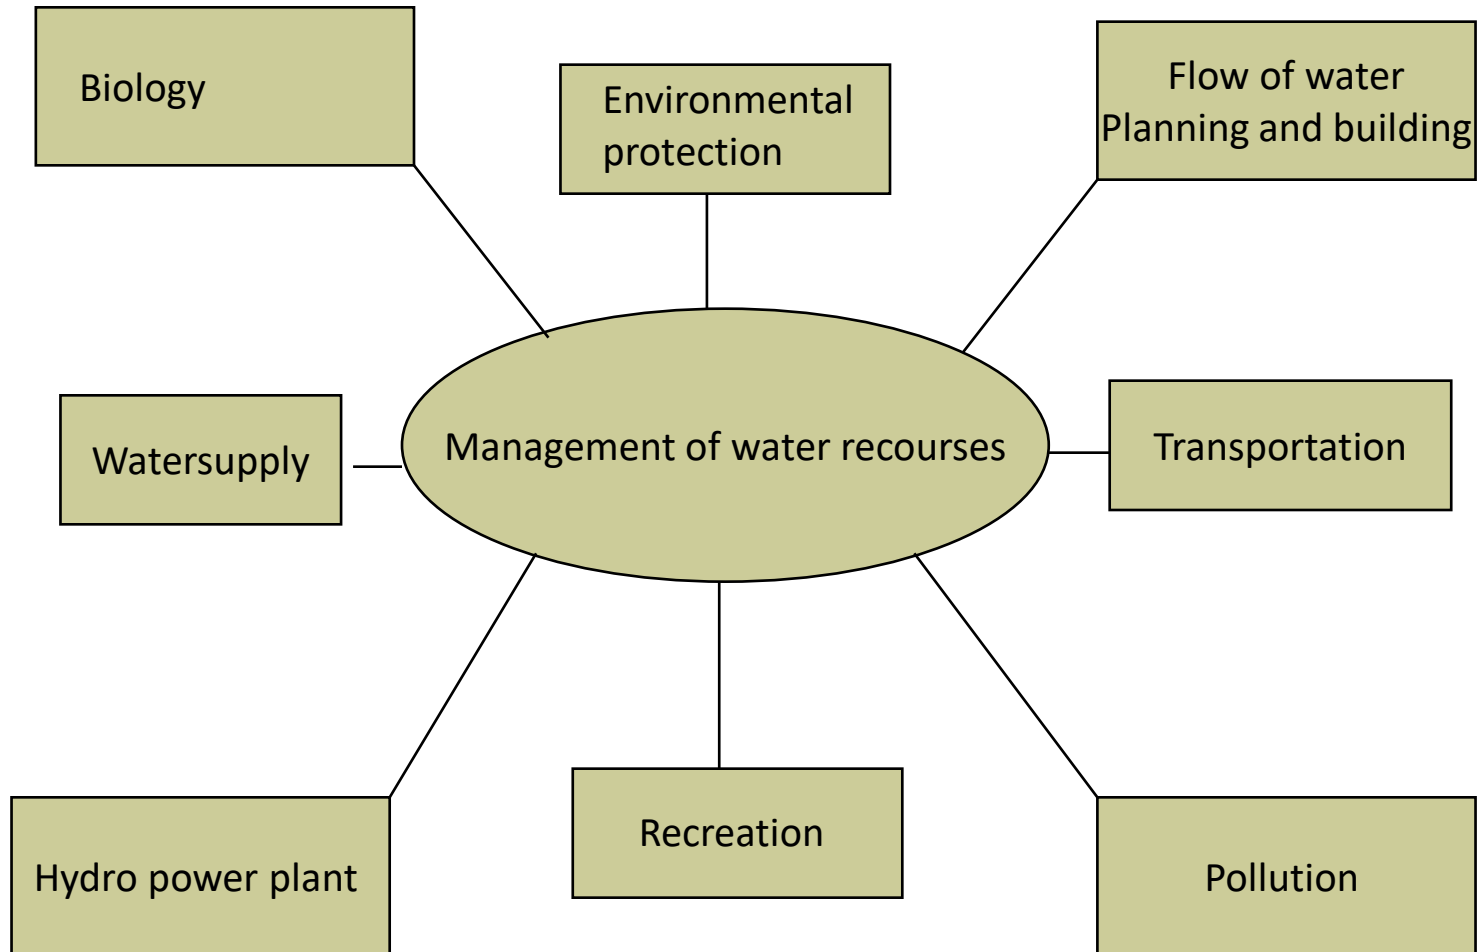 Biology
Environmental
protection
Flow of water
Planning and building
Watersupply
Management of water recourses
Transportation
Hydro power plant
Recreation
Pollution